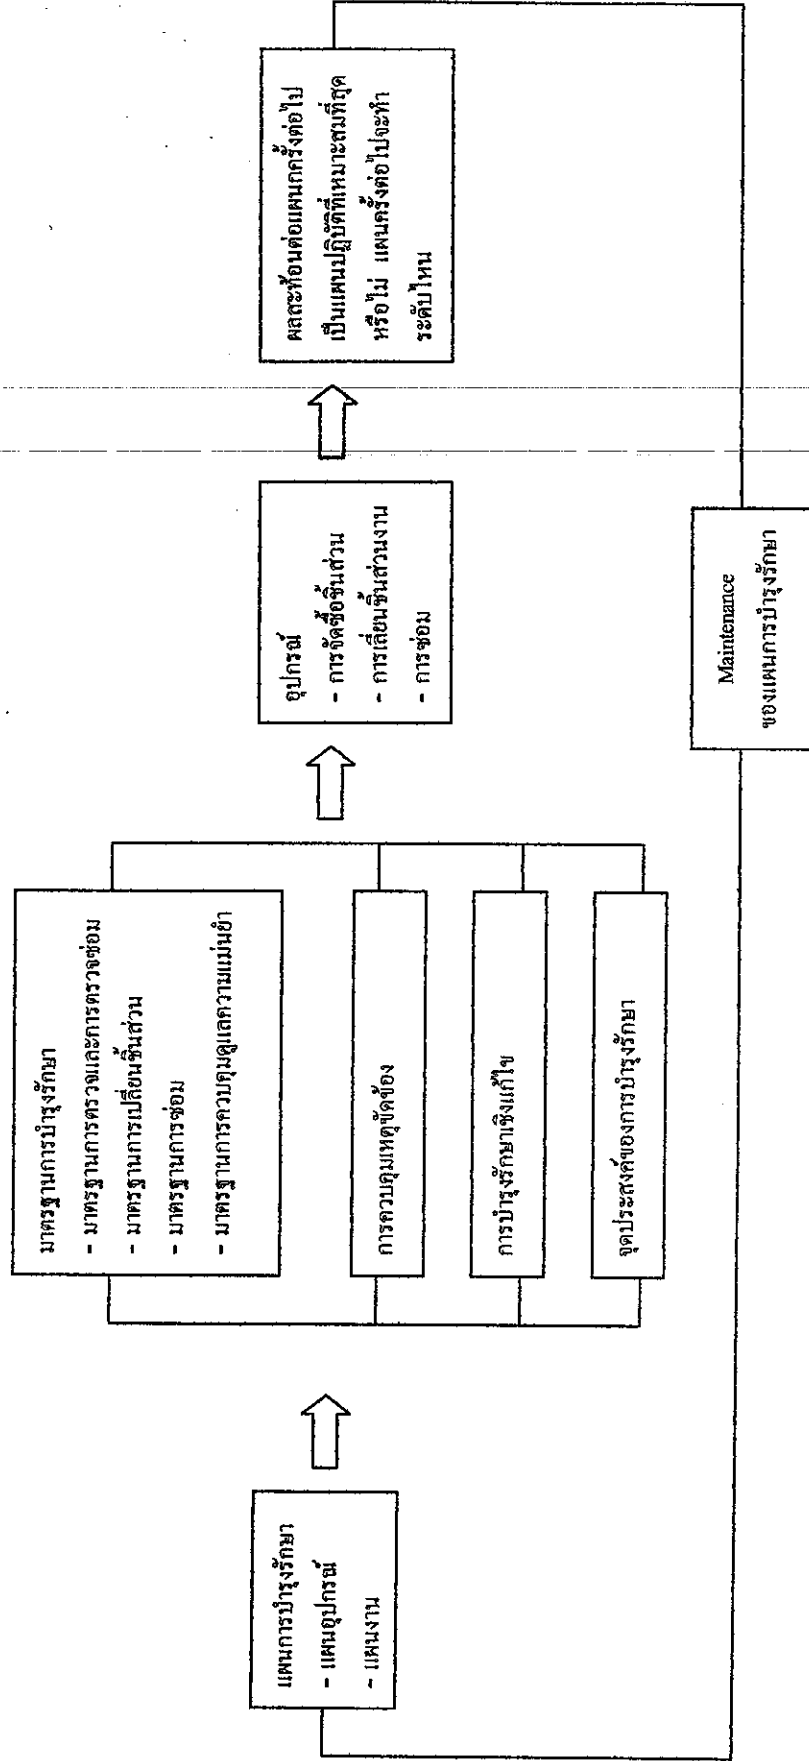 แผนการบำรุงรักษา
- แผนอุปกรณ์
- แผนงาน
มาตรฐานการบำรุงรักษา
- มาตรฐานการตรวจและการตรวจซ่อม
- มาตรฐานการเปลี่ยนชิ้นส่วน
- มาตรฐานการซ่อม
- มาตรฐานการควบคุมดูแลความแม่นยำ
การควบคุมเหตุขัดข้อง
การบำรุงรักษาเชิงแก้ไข
จุดประสงค์ของการบำรุงรักษา
อุปกรณ์
- การจัดซื้อชิ้นส่วน
- การเลี่ยนชิ้นส่วนงาน
- การซ่อม
ผลสะท้อนต่อแผนกครั้งต่อไป
เป็นแผนปฏิบัติที่เหมาะสมที่สุด
หรือไม่ แผนครั้งต่อไปจะทำ
ระดับไหน
Maintenance
ของแผนการบำรุงรักษา